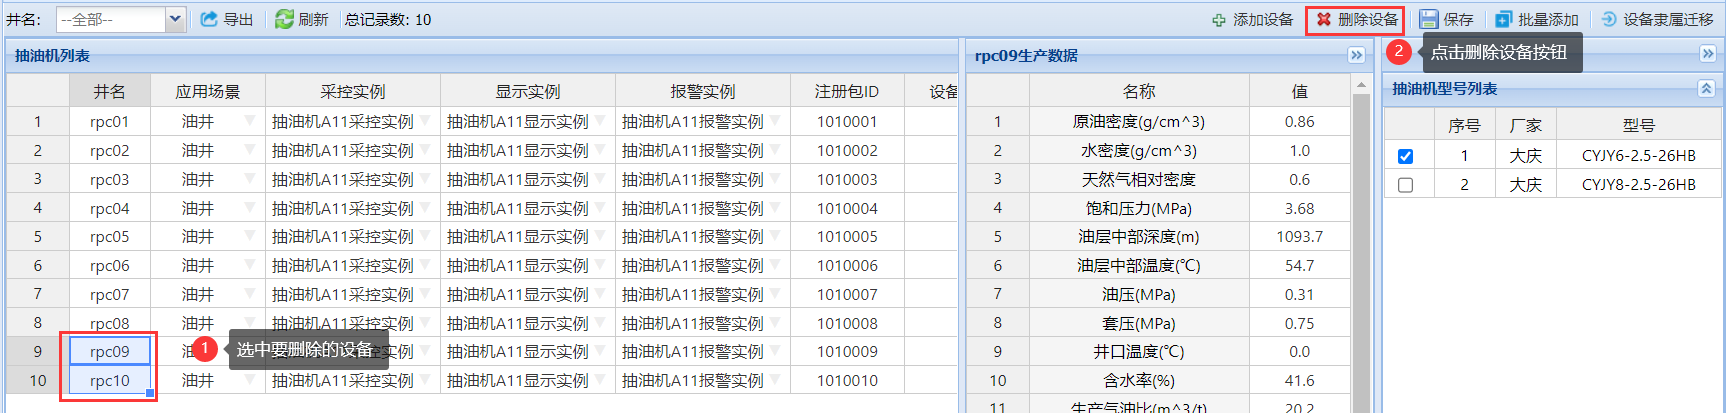 井名: --全部-- 导出 刷新 总记录数: 10 添加设备 删除设备 保存 批量添加 设备隶属迁移
2 点击删除设备按钮
抽油机列表
井名 应用场景 采控实例 显示实例 报警实例 注册包ID 设备
1 rpc01 油井 抽油机A11采控实例 抽油机A11显示实例 抽油机A11报警实例 1010001
2 rpc02 油井 抽油机A11采控实例 抽油机A11显示实例 抽油机A11报警实例 1010002
3 rpc03 油井 抽油机A11采控实例 抽油机A11显示实例 抽油机A11报警实例 1010003
4 rpc04 油井 抽油机A11采控实例 抽油机A11显示实例 抽油机A11报警实例 1010004
5 rpc05 油井 抽油机A11采控实例 抽油机A11显示实例 抽油机A11报警实例 1010005
6 rpc06 油井 抽油机A11采控实例 抽油机A11显示实例 抽油机A11报警实例 1010006
7 rpc07 油井 抽油机A11采控实例 抽油机A11显示实例 抽油机A11报警实例 1010007
8 rpc08 油井 抽油机A11采控实例 抽油机A11显示实例 抽油机A11报警实例 1010008
9 rpc09 1 选中要删除的设备 抽油机A11显示实例 抽油机A11报警实例 1010009
10 rpc10 油井 抽油机A11采控实例 抽油机A11显示实例 抽油机A11报警实例 1010010
rpc09生产数据
名称 值
1 原油密度(g/cm^3) 0.86
2 水密度(g/cm^3) 1.0
3 天然气相对密度 0.6
4 饱和压力(MPa) 3.68
5 油层中部深度(m) 1093.7
6 油层中部温度(℃) 54.7
7 油压(MPa) 0.31
8 套压(MPa) 0.75
9 井口温度(℃) 0.0
10 含水率(%) 41.6
11 生产气油比(m^3/t) 20.2
抽油机型号列表
序号 厂家 型号
1 大庆 CYJY6-2.5-26HB
2 大庆 CYJY8-2.5-26HB